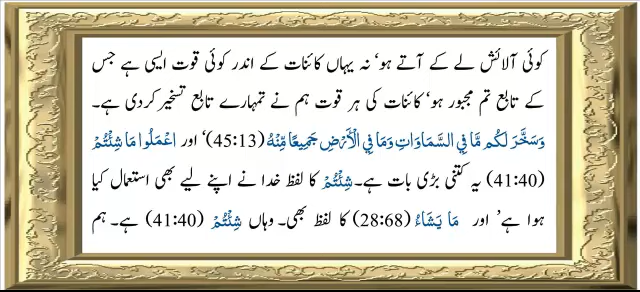 کوئی آلائش لے کے آتے ہو‘ نہ یہاں کائنات کے اندر کوئی قوت ایسی ہے جس
کے تابع تم مجبور ہو‘ کائنات کی ہر قوت ہم نے تمہارے تابع تسخیر کردی ہے۔
وَسَخَّرَ لَكُم مَّا فِي السَّمَاوَاتِ وَمَا فِي الْأَرْضِ جَمِيعًا مِّنْهُ (45:13)‘ اور اعْمَلُوا مَا شِئْتُمْ
(41:40) یہ کتنی بڑی بات ہے۔ شِئْتُمْ کا لفظ خدا نے اپنے لیے بھی استعمال کیا
ہوا ہے‘ اور مَا يَشَاءُ (28:68) کا لفظ بھی۔ وہاں شِئْتُمْ (41:40) ہے۔ ہم